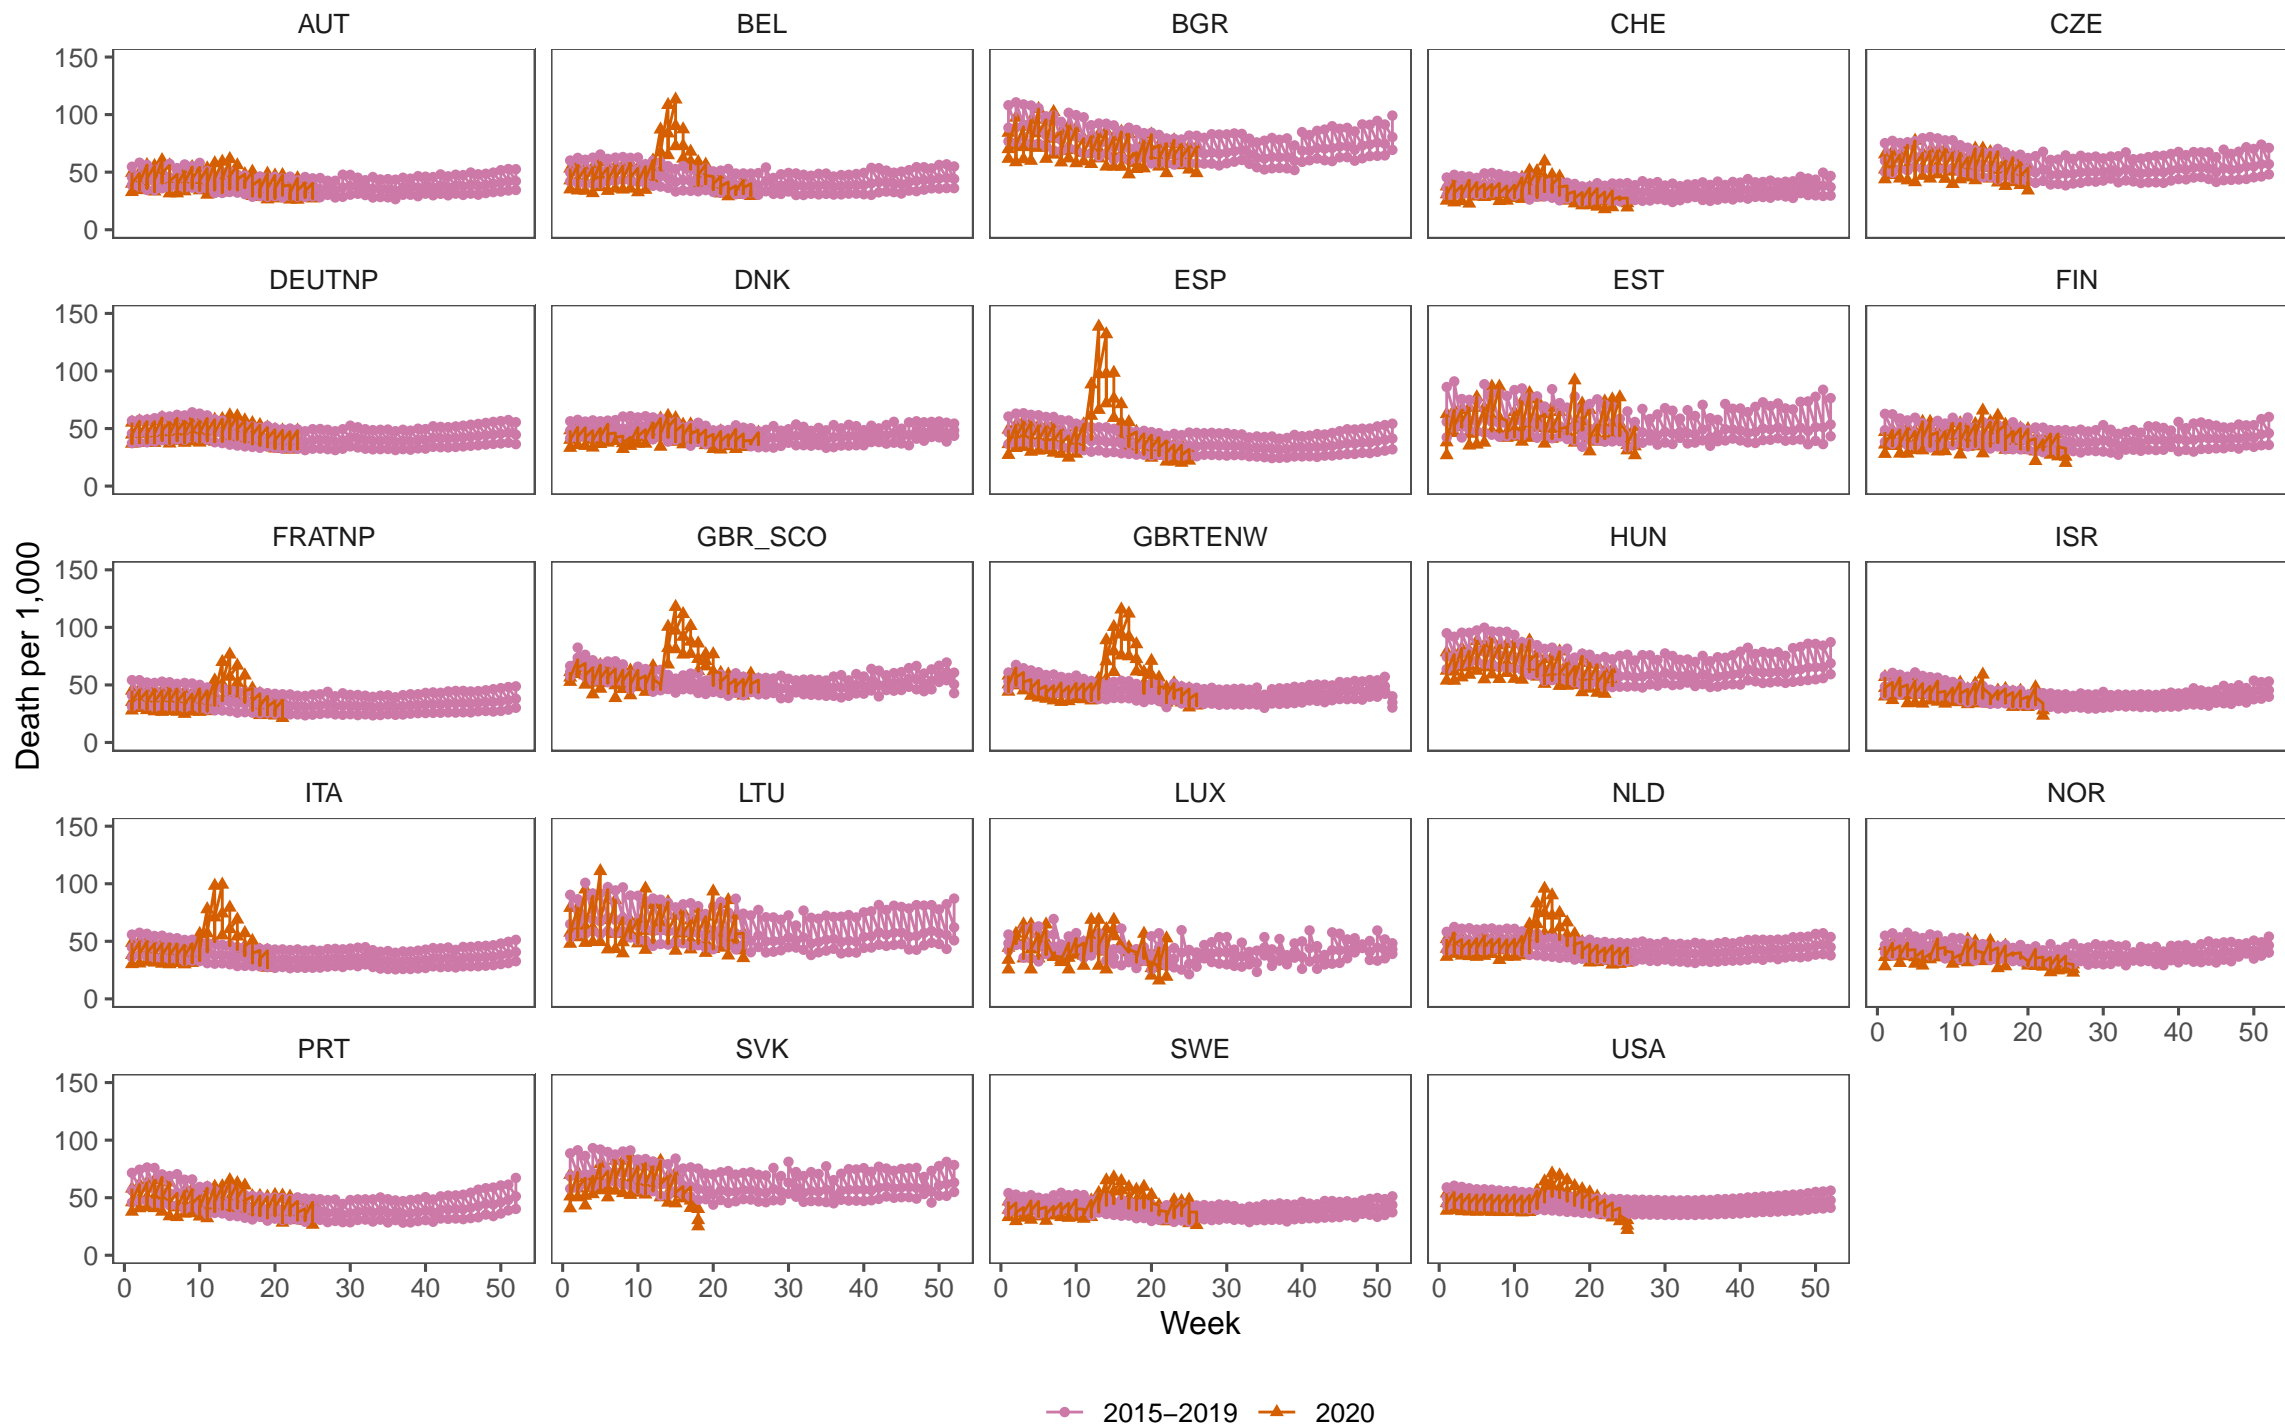 AUT BEL BGR CHE CZE
150
100
50
0
DEUTNP DNK ESP EST FIN
150
100
50
0
FRATNP GBR_SCO GBRTENW HUN ISR
150
100
50
0
Death per 1,000
ITA LTU LUX NLD NOR
150
100
50
0
0 10 20 30 40 50
PRT SVK SWE USA
150
100
50
0
0 10 20 30 40 50 0 10 20 30 40 50 0 10 20 30 40 50 0 10 20 30 40 50
Week
2015–2019 2020